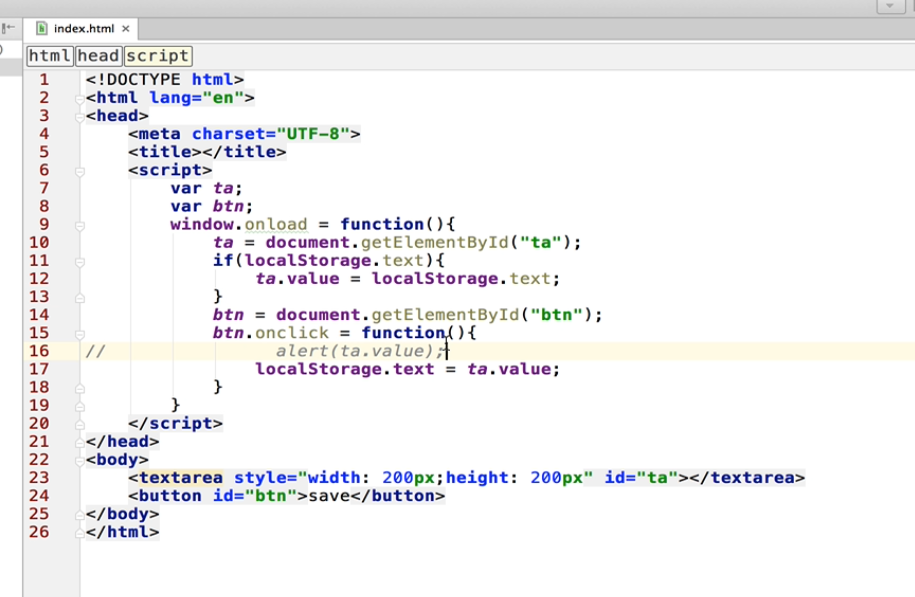 index.html ×
html head script
1 <!DOCTYPE html>
2 <html lang="en">
3 <head>
4 <meta charset="UTF-8">
5 <title></title>
6 <script>
7 var ta;
8 var btn;
9 window.onload = function(){
10 ta = document.getElementById("ta");
11 if(localStorage.text){
12 ta.value = localStorage.text;
13 }
14 btn = document.getElementById("btn");
15 btn.onclick = function(){
16 // alert(ta.value);
17 localStorage.text = ta.value;
18 }
19 }
20 </script>
21 </head>
22 <body>
23 <textarea style="width: 200px;height: 200px" id="ta"></textarea>
24 <button id="btn">save</button>
25 </body>
26 </html>